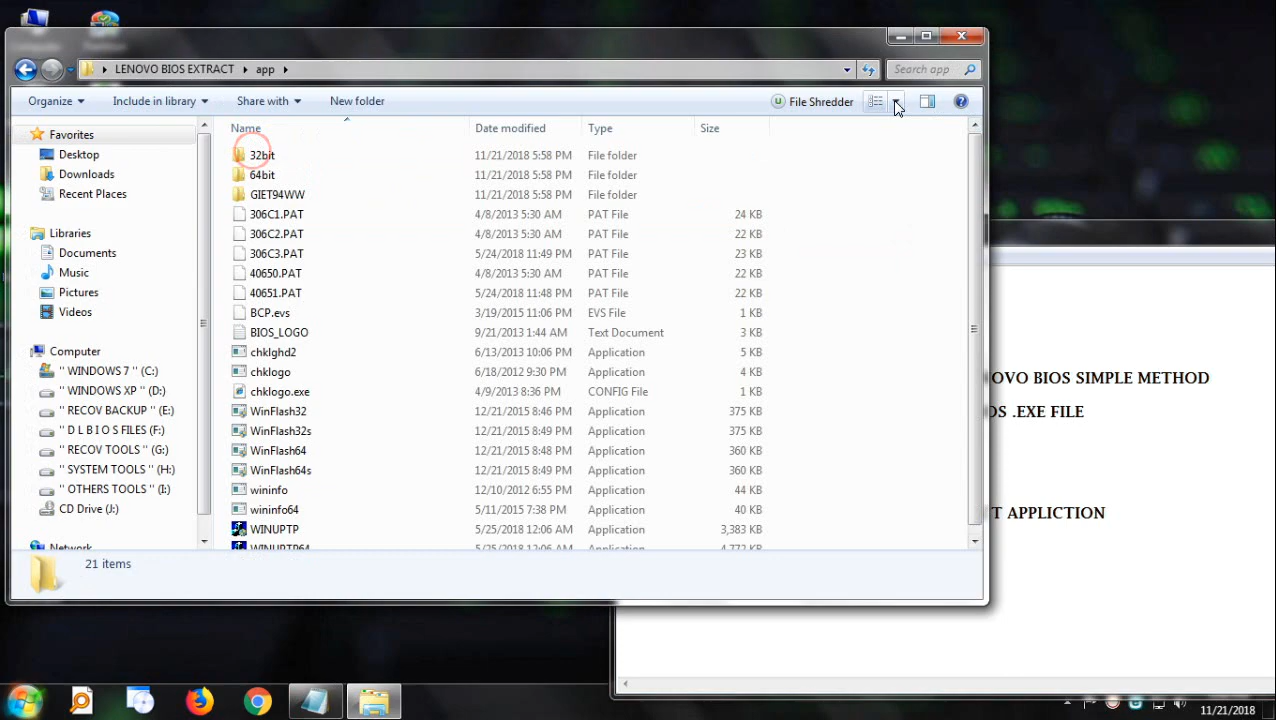 LENOVO BIOS EXTRACT app
Search app
Organize Include in library Share with New folder File Shredder
Name Date modified Type Size
Favorites
Desktop
Downloads
Recent Places
Libraries
Documents
Music
Pictures
Videos
Computer
" WINDOWS 7 " (C:)
" WINDOWS XP " (D:)
" RECOV BACKUP " (E:)
" D L B I O S FILES (F:)
" RECOV TOOLS " (G:)
" SYSTEM TOOLS " (H:)
" OTHERS TOOLS " (I:)
CD Drive (J:)
Network
32bit 11/21/2018 5:58 PM File folder
64bit 11/21/2018 5:58 PM File folder
GIET94WW 11/21/2018 5:58 PM File folder
306C1.PAT 4/8/2013 5:30 AM PAT File 24 KB
306C2.PAT 4/8/2013 5:30 AM PAT File 22 KB
306C3.PAT 5/24/2018 11:49 PM PAT File 23 KB
40650.PAT 4/8/2013 5:30 AM PAT File 22 KB
40651.PAT 5/24/2018 11:48 PM PAT File 22 KB
BCP.evs 3/19/2015 11:06 PM EVS File 1 KB
BIOS_LOGO 9/21/2013 1:44 AM Text Document 3 KB
chklghd2 6/13/2013 10:06 PM Application 5 KB
chklogo 6/18/2012 9:30 PM Application 4 KB
chklogo.exe 4/9/2013 8:36 PM CONFIG File 1 KB
WinFlash32 12/21/2015 8:46 PM Application 375 KB
WinFlash32s 12/21/2015 8:49 PM Application 375 KB
WinFlash64 12/21/2015 8:48 PM Application 360 KB
WinFlash64s 12/21/2015 8:49 PM Application 360 KB
wininfo 12/10/2012 6:55 PM Application 44 KB
wininfo64 5/11/2015 7:38 PM Application 40 KB
WINUPTP 5/25/2018 12:06 AM Application 3,383 KB
WINUPTP64 5/25/2018 12:06 AM Application 4,772 KB
21 items
OVO BIOS SIMPLE METHOD
OS .EXE FILE
T APPLICTION
11/21/2018